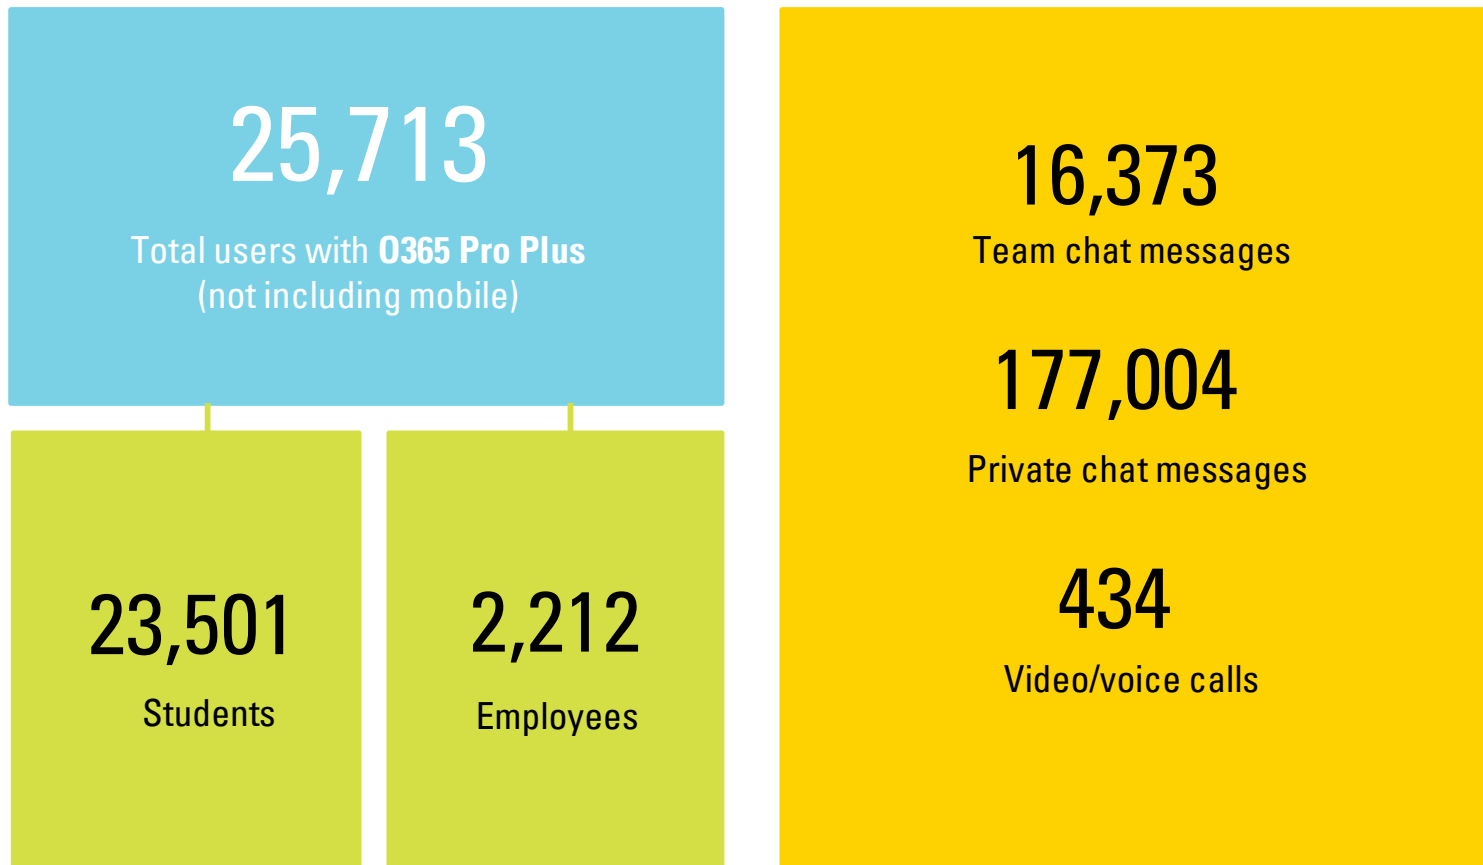 25,713
Total users with O365 Pro Plus
(not including mobile)
23,501
Students
2,212
Employees
16,373
Team chat messages
177,004
Private chat messages
434
Video/voice calls